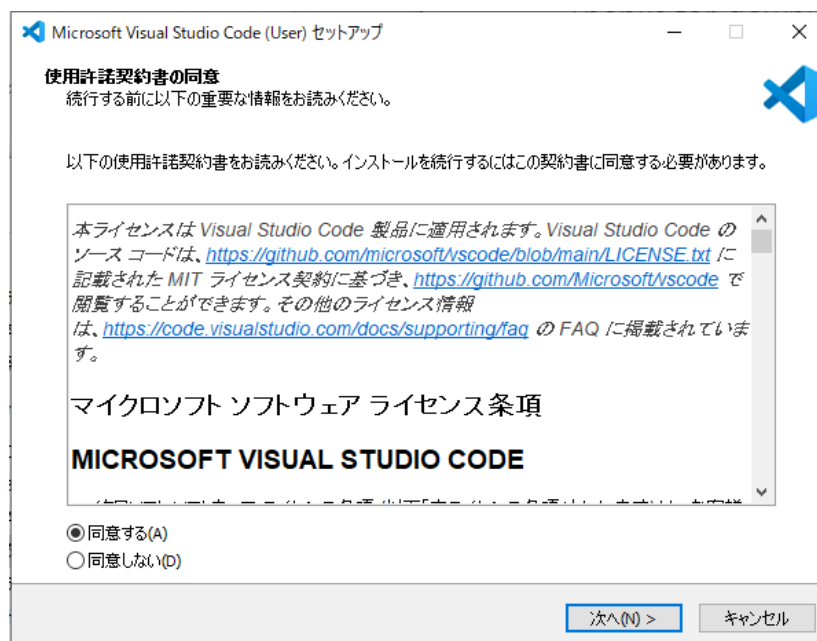 Microsoft Visual Studio Code (User) セットアップ
使用許諾契約書の同意
続行する前に以下の重要な情報をお読みください。
以下の使用許諾契約書をお読みください。インストールを続行するにはこの契約書に同意する必要があります。
本ライセンスは Visual Studio Code 製品に適用されます。Visual Studio Code の
ソース コードは、https://github.com/microsoft/vscode/blob/main/LICENSE.txt に
記載された MIT ライセンス契約に基づき、https://github.com/Microsoft/vscode で
閲覧することができます。その他のライセンス情報
は、https://code.visualstudio.com/docs/supporting/faq の FAQ に掲載されていま
す。
マイクロソフト ソフトウェア ライセンス条項
MICROSOFT VISUAL STUDIO CODE
同意する(A)
同意しない(D)
次へ(N) >
キャンセル